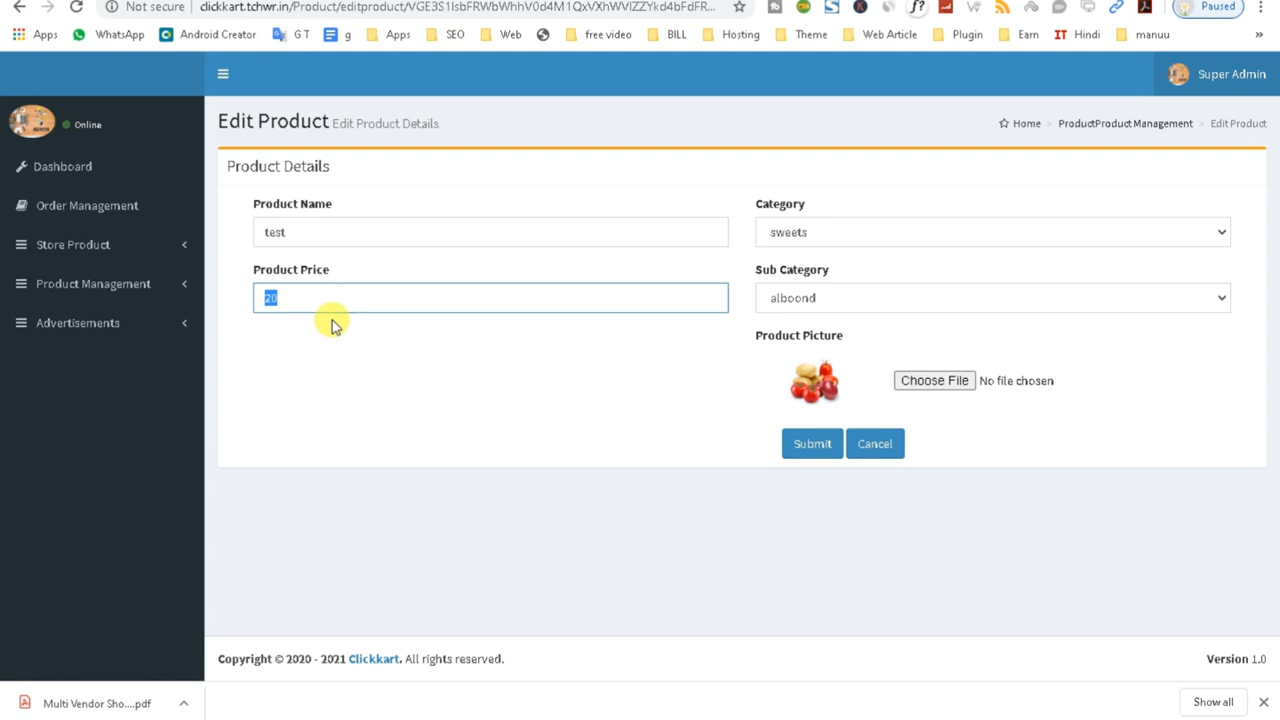 Not secure | clickkart.tchwr.in/Product/editproduct/VGE3S1IsbFRWbWhhV0d4M1QxVXhWVlZZYkd4bFdFR... Paused
Apps WhatsApp Android Creator G T g Apps SEO Web free video BILL Hosting Theme Web Article Plugin Earn IT Hindi manuu »
Super Admin
Online
Edit Product Edit Product Details
Home > ProductProduct Management > Edit Product
Dashboard
Order Management
Store Product
Product Management
Advertisements
Product Details
Product Name
test
Category
sweets
Product Price
20
Sub Category
alboond
Product Picture
Choose File No file chosen
Submit Cancel
Copyright © 2020 - 2021 Clickkart. All rights reserved.
Version 1.0
Multi Vendor Sho....pdf
Show all